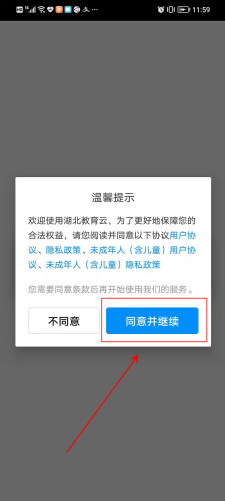 11:59
温馨提示
欢迎使用湖北教育云，为了更好地保障您的
合法权益，请您阅读并同意以下协议用户协
议、隐私政策、未成年人（含儿童）用户协
议、未成年人（含儿童）隐私政策
您需要同意条款后再开始使用我们的服务。
不同意 同意并继续